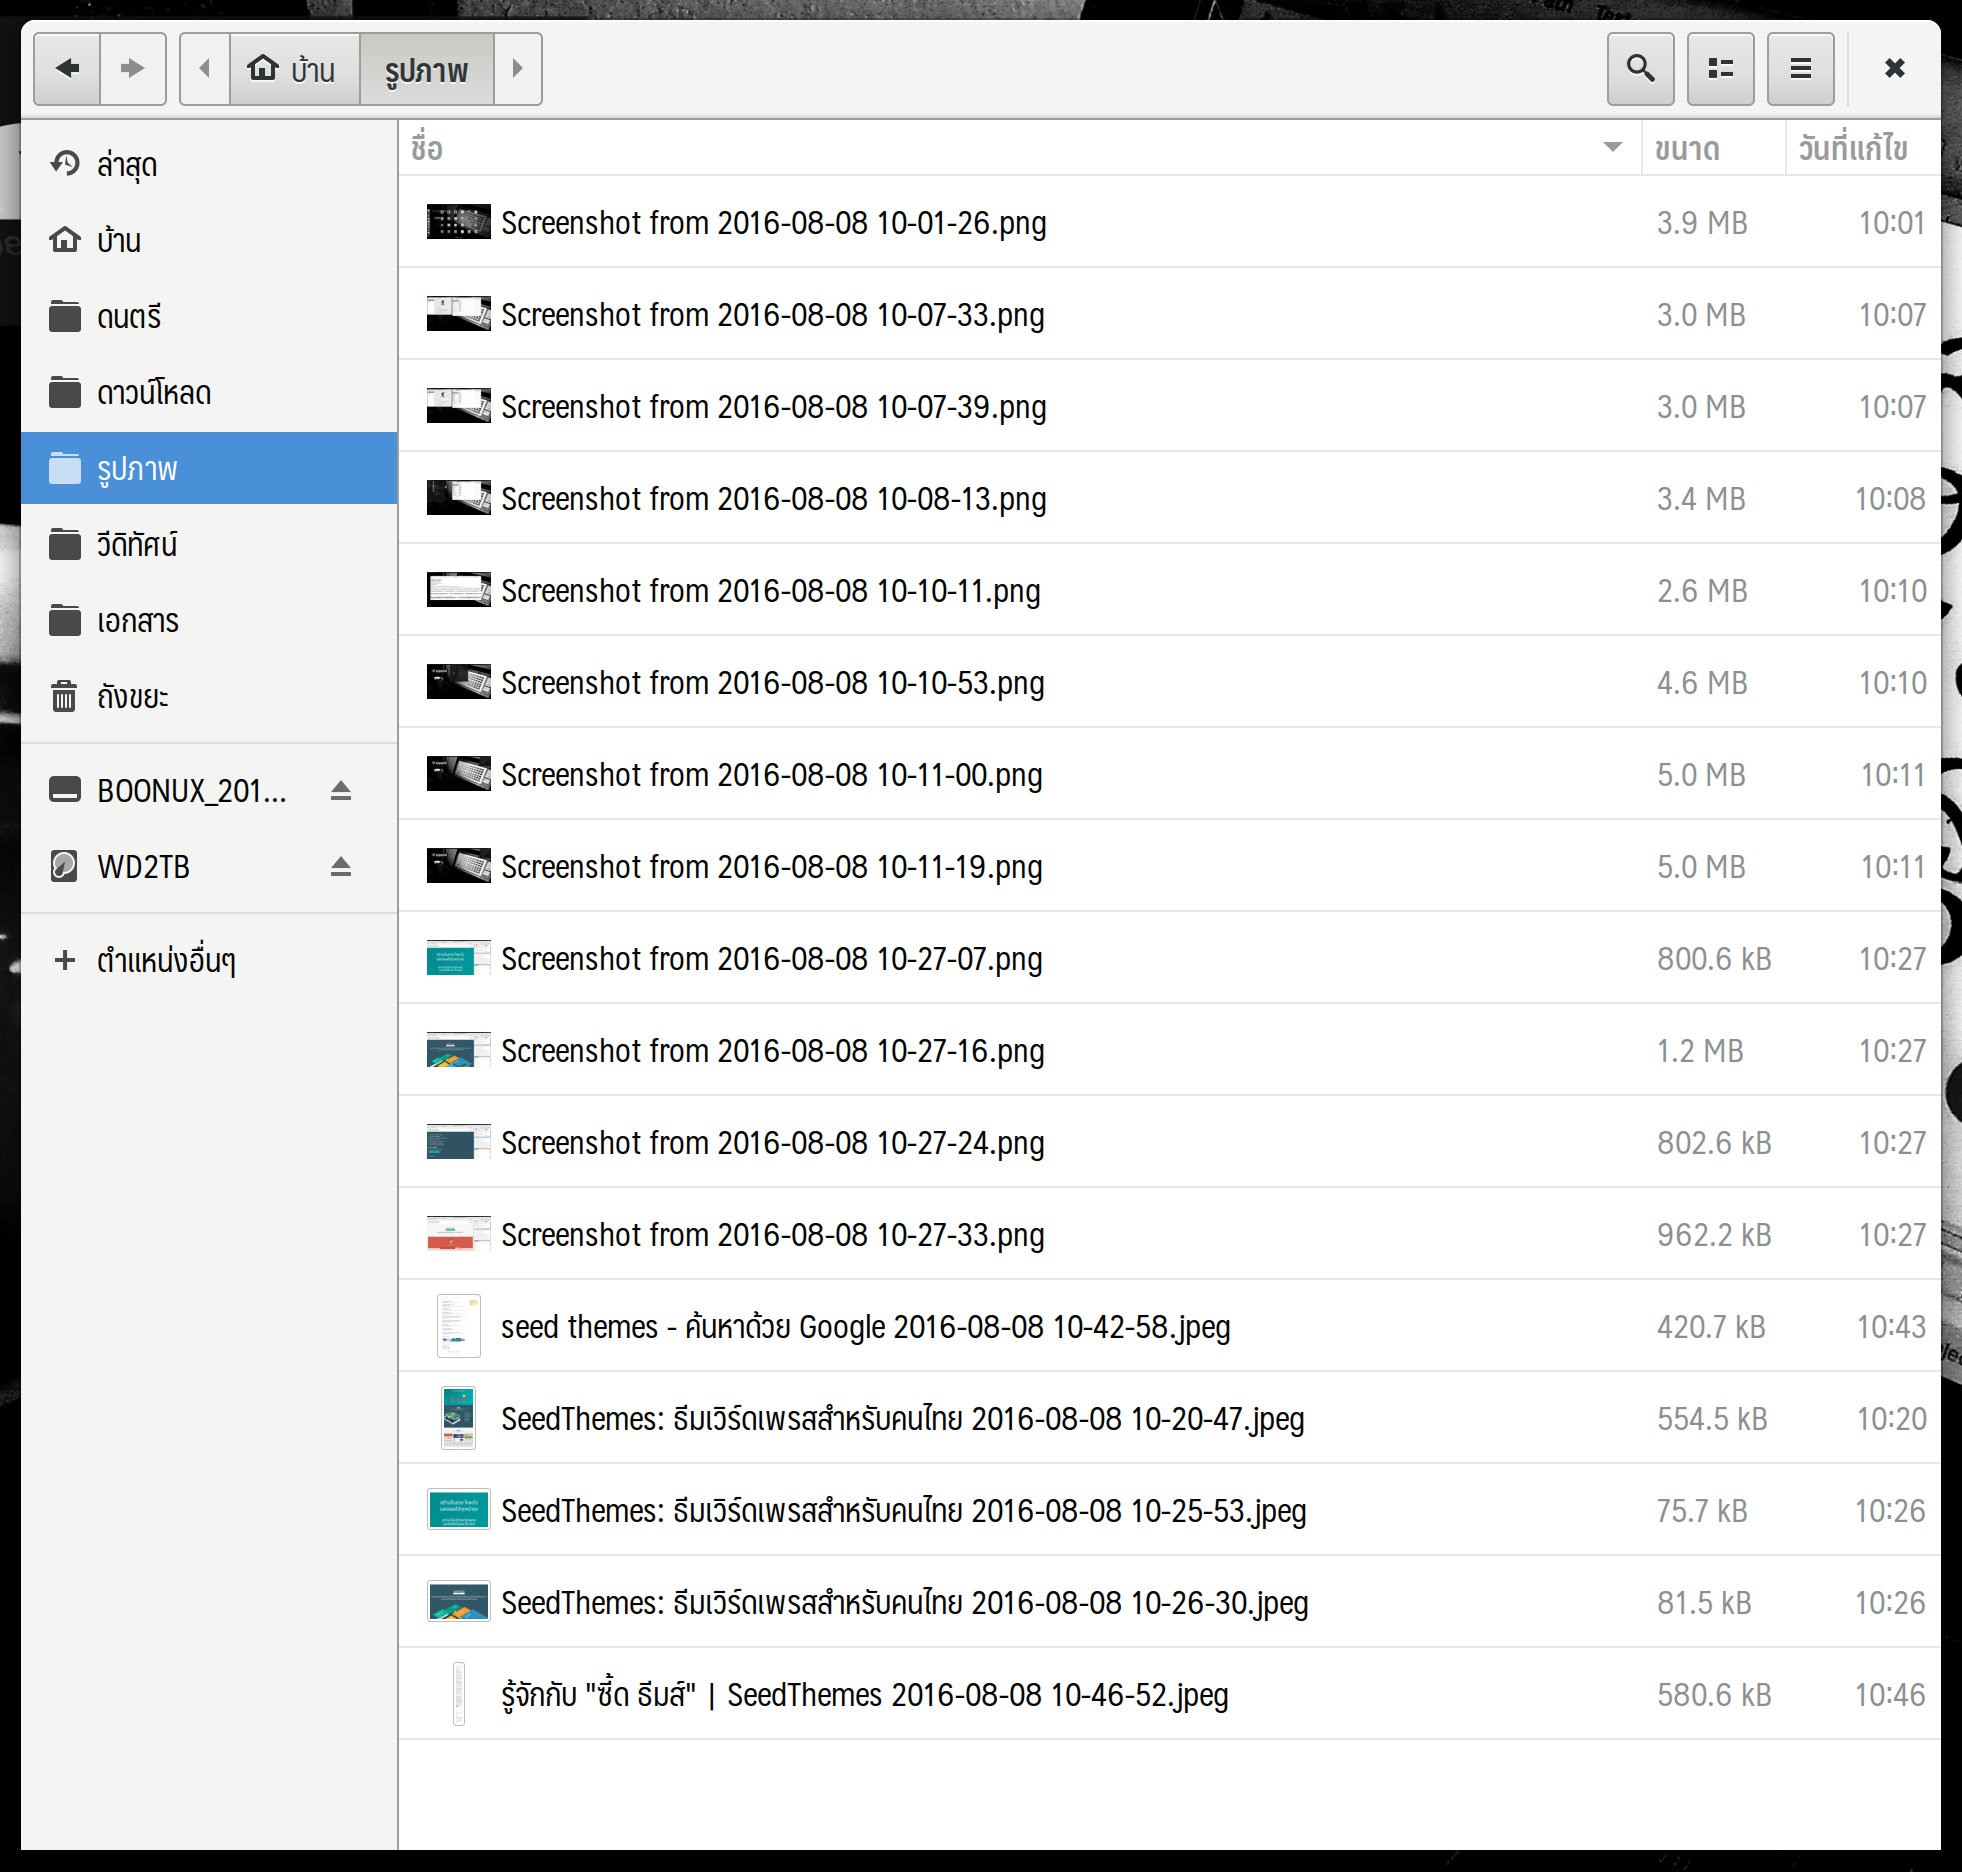 บ้าน รูปภาพ
ล่าสุด
บ้าน
ดนตรี
ดาวน์โหลด
รูปภาพ
วีดิทัศน์
เอกสาร
ถังขยะ
BOONUX_201...
WD2TB
ตำแหน่งอื่นๆ
ชื่อ ขนาด วันที่แก้ไข
Screenshot from 2016-08-08 10-01-26.png 3.9 MB 10:01
Screenshot from 2016-08-08 10-07-33.png 3.0 MB 10:07
Screenshot from 2016-08-08 10-07-39.png 3.0 MB 10:07
Screenshot from 2016-08-08 10-08-13.png 3.4 MB 10:08
Screenshot from 2016-08-08 10-10-11.png 2.6 MB 10:10
Screenshot from 2016-08-08 10-10-53.png 4.6 MB 10:10
Screenshot from 2016-08-08 10-11-00.png 5.0 MB 10:11
Screenshot from 2016-08-08 10-11-19.png 5.0 MB 10:11
Screenshot from 2016-08-08 10-27-07.png 800.6 kB 10:27
Screenshot from 2016-08-08 10-27-16.png 1.2 MB 10:27
Screenshot from 2016-08-08 10-27-24.png 802.6 kB 10:27
Screenshot from 2016-08-08 10-27-33.png 962.2 kB 10:27
seed themes - ค้นหาด้วย Google 2016-08-08 10-42-58.jpeg 420.7 kB 10:43
SeedThemes: ธีมเวิร์ดเพรสสำหรับคนไทย 2016-08-08 10-20-47.jpeg 554.5 kB 10:20
SeedThemes: ธีมเวิร์ดเพรสสำหรับคนไทย 2016-08-08 10-25-53.jpeg 75.7 kB 10:26
SeedThemes: ธีมเวิร์ดเพรสสำหรับคนไทย 2016-08-08 10-26-30.jpeg 81.5 kB 10:26
รู้จักกับ "ซี้ด ธีมส์" | SeedThemes 2016-08-08 10-46-52.jpeg 580.6 kB 10:46